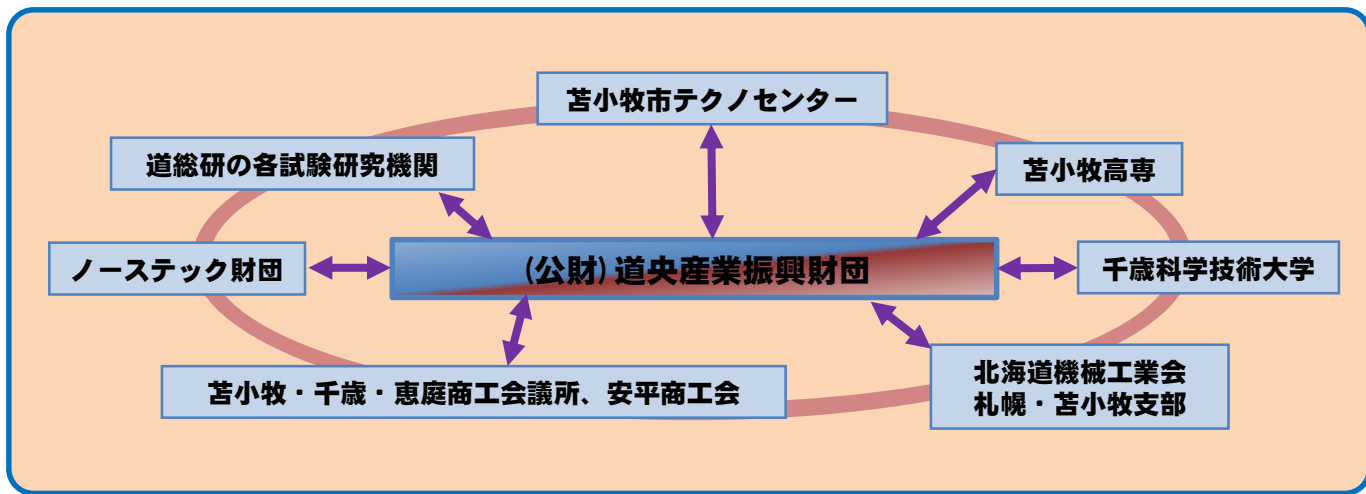 苫小牧市テクノセンター
道総研の各試験研究機関
苫小牧高専
ノーステック財団
(公財)道央産業振興財団
千歳科学技術大学
苫小牧・千歳・恵庭商工会議所、安平商工会
北海道機械工業会
札幌・苫小牧支部